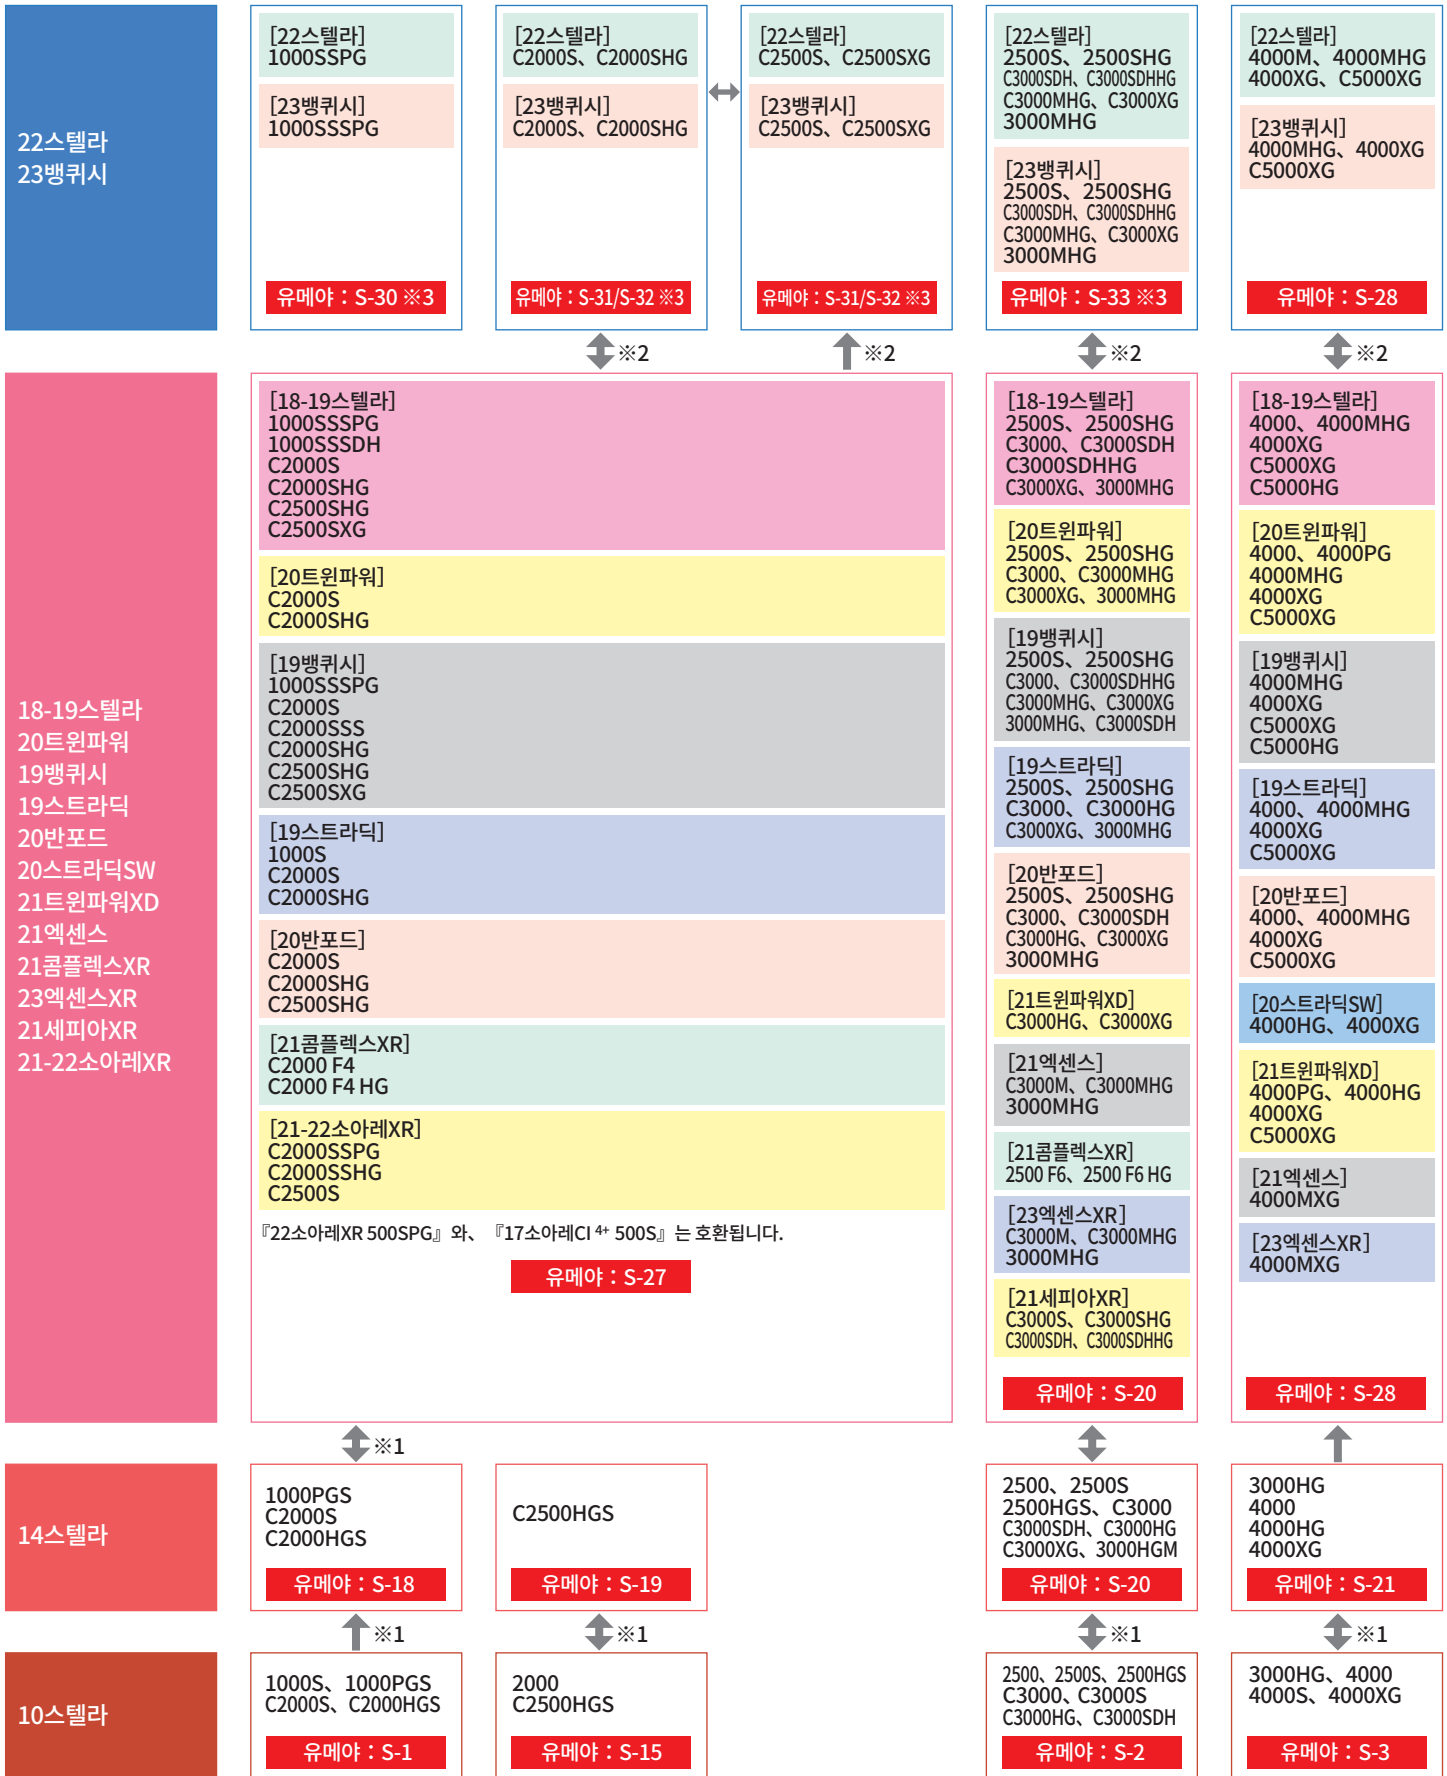 22스텔라
23뱅퀴시
[22스텔라]
1000SSPG
[23뱅퀴시]
1000SSSPG
유메야：S-30 ※3
[22스텔라]
C2000S、C2000SHG
[23뱅퀴시]
C2000S、C2000SHG
유메야：S-31/S-32 ※3
[22스텔라]
C2500S、C2500SXG
[23뱅퀴시]
C2500S、C2500SXG
유메야：S-31/S-32 ※3
[22스텔라]
2500S、2500SHG
C3000SDH、C3000SDHHG
C3000MHG、C3000XG
3000MHG
[23뱅퀴시]
2500S、2500SHG
C3000SDH、C3000SDHHG
C3000MHG、C3000XG
3000MHG
유메야：S-33 ※3
[22스텔라]
4000M、4000MHG
4000XG、C5000XG
[23뱅퀴시]
4000MHG、4000XG
C5000XG
유메야：S-28
※2
※2
※2
※2
18-19스텔라
20트윈파워
19뱅퀴시
19스트라딕
20반포드
20스트라딕SW
21트윈파워XD
21엑센스
21콤플렉스XR
23엑센스XR
21세피아XR
21-22소아레XR
[18-19스텔라]
1000SSSPG
1000SSSDH
C2000S
C2000SHG
C2500SHG
C2500SXG
[20트윈파워]
C2000S
C2000SHG
[19뱅퀴시]
1000SSSPG
C2000S
C2000SSS
C2000SHG
C2500SHG
C2500SXG
[19스트라딕]
1000S
C2000S
C2000SHG
[20반포드]
C2000S
C2000SHG
C2500SHG
[21콤플렉스XR]
C2000 F4
C2000 F4 HG
[21-22소아레XR]
C2000SSPG
C2000SSHG
C2500S
『22소아레XR 500SPG』와、『17소아레CI 4+ 500S』는 호환됩니다.
유메야：S-27
[18-19스텔라]
2500S、2500SHG
C3000、C3000SDH
C3000SDHHG
C3000XG、3000MHG
[20트윈파워]
2500S、2500SHG
C3000、C3000MHG
C3000XG、3000MHG
[19뱅퀴시]
2500S、2500SHG
C3000、C3000SDHHG
C3000MHG、C3000XG
3000MHG、C3000SDH
[19스트라딕]
2500S、2500SHG
C3000、C3000HG
C3000XG、3000MHG
[20반포드]
2500S、2500SHG
C3000、C3000SDH
C3000HG、C3000XG
3000MHG
[21트윈파워XD]
C3000HG、C3000XG
[21엑센스]
C3000M、C3000MHG
3000MHG
[21콤플렉스XR]
2500 F6、2500 F6 HG
[23엑센스XR]
C3000M、C3000MHG
3000MHG
[21세피아XR]
C3000S、C3000SHG
C3000SDH、C3000SDHHG
유메야：S-20
[18-19스텔라]
4000、4000MHG
4000XG
C5000XG
C5000HG
[20트윈파워]
4000、4000PG
4000MHG
4000XG
C5000XG
[19뱅퀴시]
4000MHG
4000XG
C5000XG
C5000HG
[19스트라딕]
4000、4000MHG
4000XG
C5000XG
[20반포드]
4000、4000MHG
4000XG
C5000XG
[20스트라딕SW]
4000HG、4000XG
[21트윈파워XD]
4000PG、4000HG
4000XG
C5000XG
[21엑센스]
4000MXG
[23엑센스XR]
4000MXG
유메야：S-28
※1
14스텔라
1000PGS
C2000S
C2000HGS
유메야：S-18
C2500HGS
유메야：S-19
2500、2500S
2500HGS、C3000
C3000SDH、C3000HG
C3000XG、3000HGM
유메야：S-20
3000HG
4000
4000HG
4000XG
유메야：S-21
※1
※1
※1
※1
10스텔라
1000S、1000PGS
C2000S、C2000HGS
유메야：S-1
2000
C2500HGS
유메야：S-15
2500、2500S、2500HGS
C3000、C3000S
C3000HG、C3000SDH
유메야：S-2
3000HG、4000
4000S、4000XG
유메야：S-3